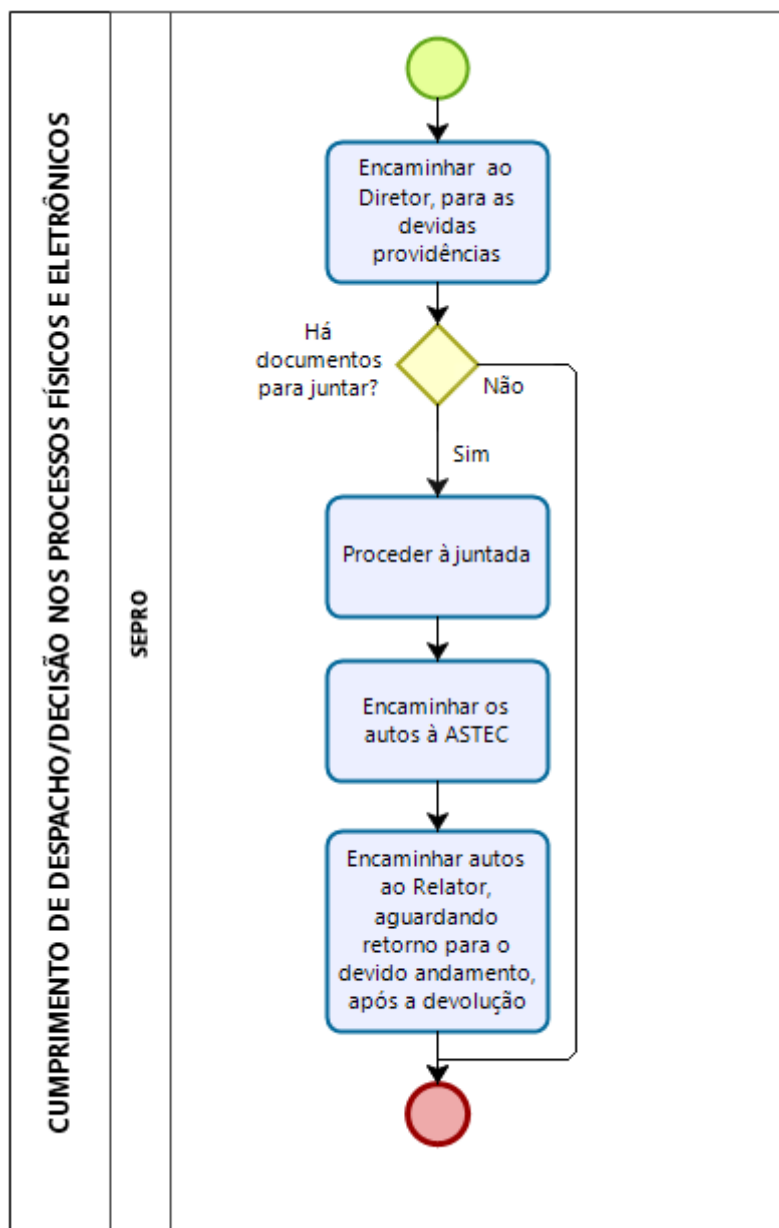 CUMPRIMENTO DE DESPACHO/DECISÃO NOS PROCESSOS FÍSICOS E ELETRÔNICOS
SEPRO
Encaminhar ao
Diretor, para as
devidas
providências
Há
documentos
para juntar?
Não
Sim
Proceder à juntada
Encaminhar os
autos à ASTEC
Encaminhar autos
ao Relator,
aguardando
retorno para o
devido andamento,
após a devolução